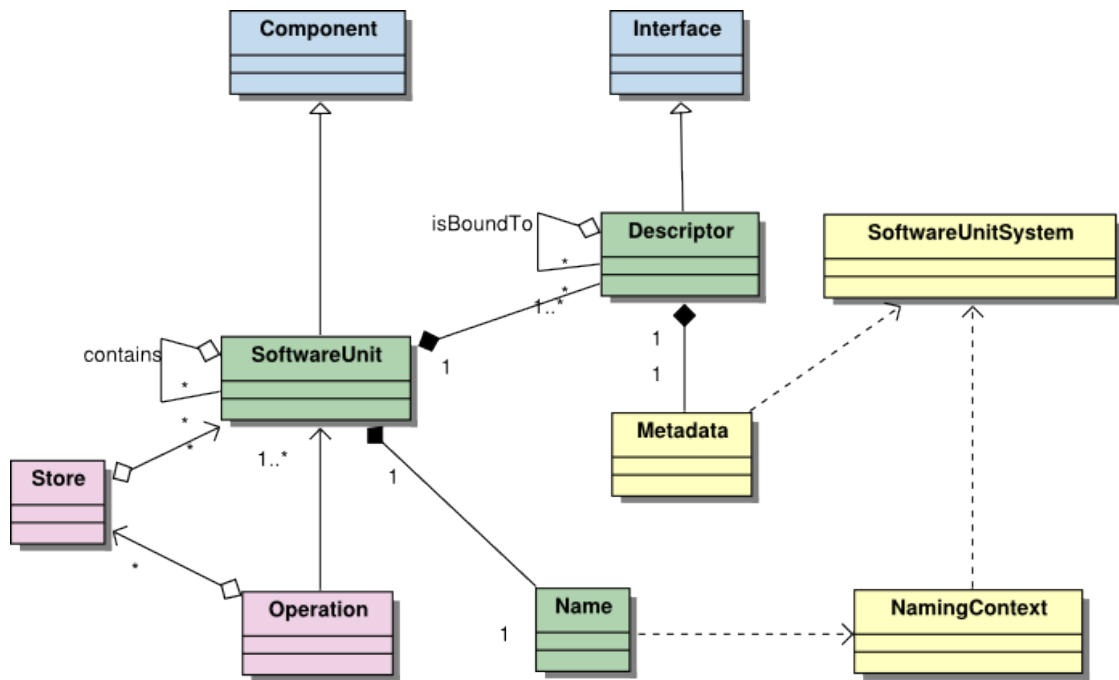 Component
Interface
isBoundTo
Descriptor
SoftwareUnitSystem
*
*
1..*
contains
SoftwareUnit
1
1
1
*
Metadata
*
*
1..*
Store
1
*
Operation
Name
NamingContext
1